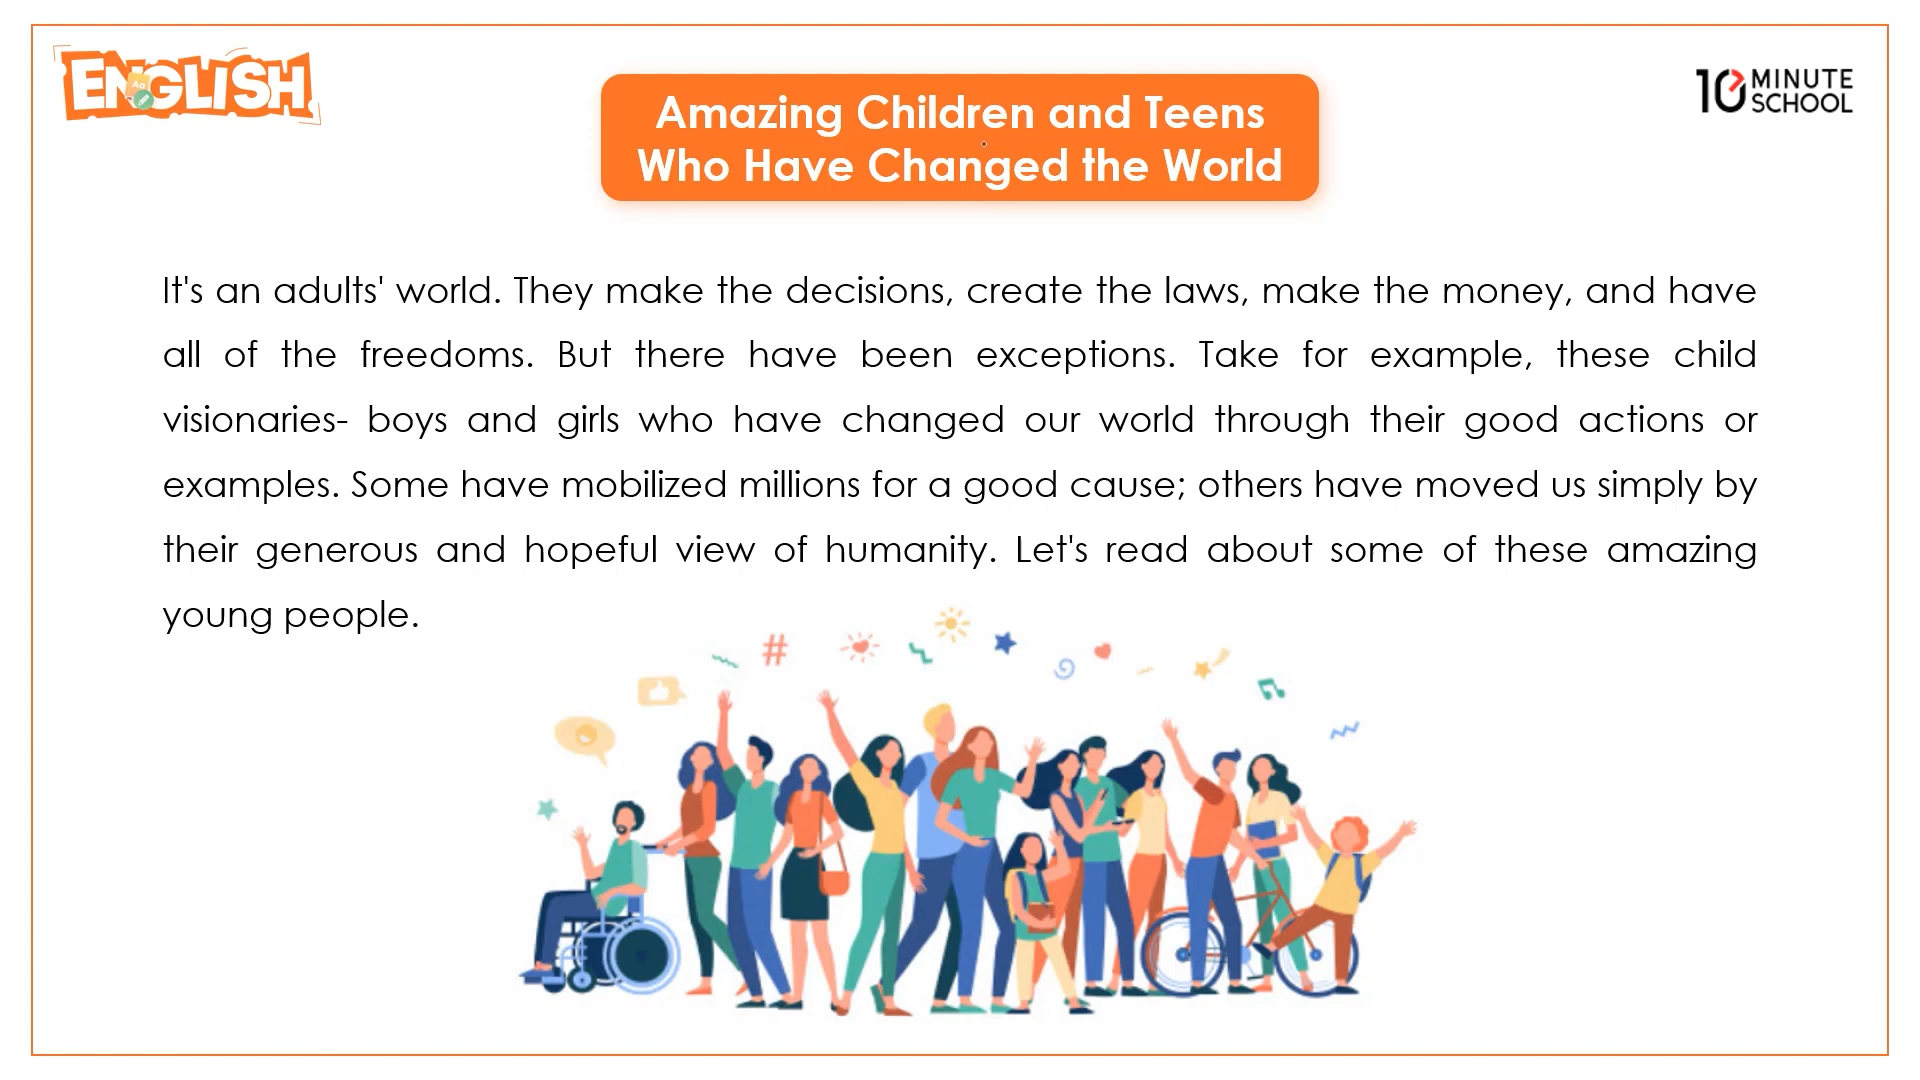 ENGLISH
Amazing Children and Teens
Who Have Changed the World
10 MINUTE
SCHOOL
It's an adults' world. They make the decisions, create the laws, make the money, and have
all of the freedoms. But there have been exceptions. Take for example, these child
visionaries- boys and girls who have changed our world through their good actions or
examples. Some have mobilized millions for a good cause; others have moved us simply by
their generous and hopeful view of humanity. Let's read about some of these amazing
young people.
#